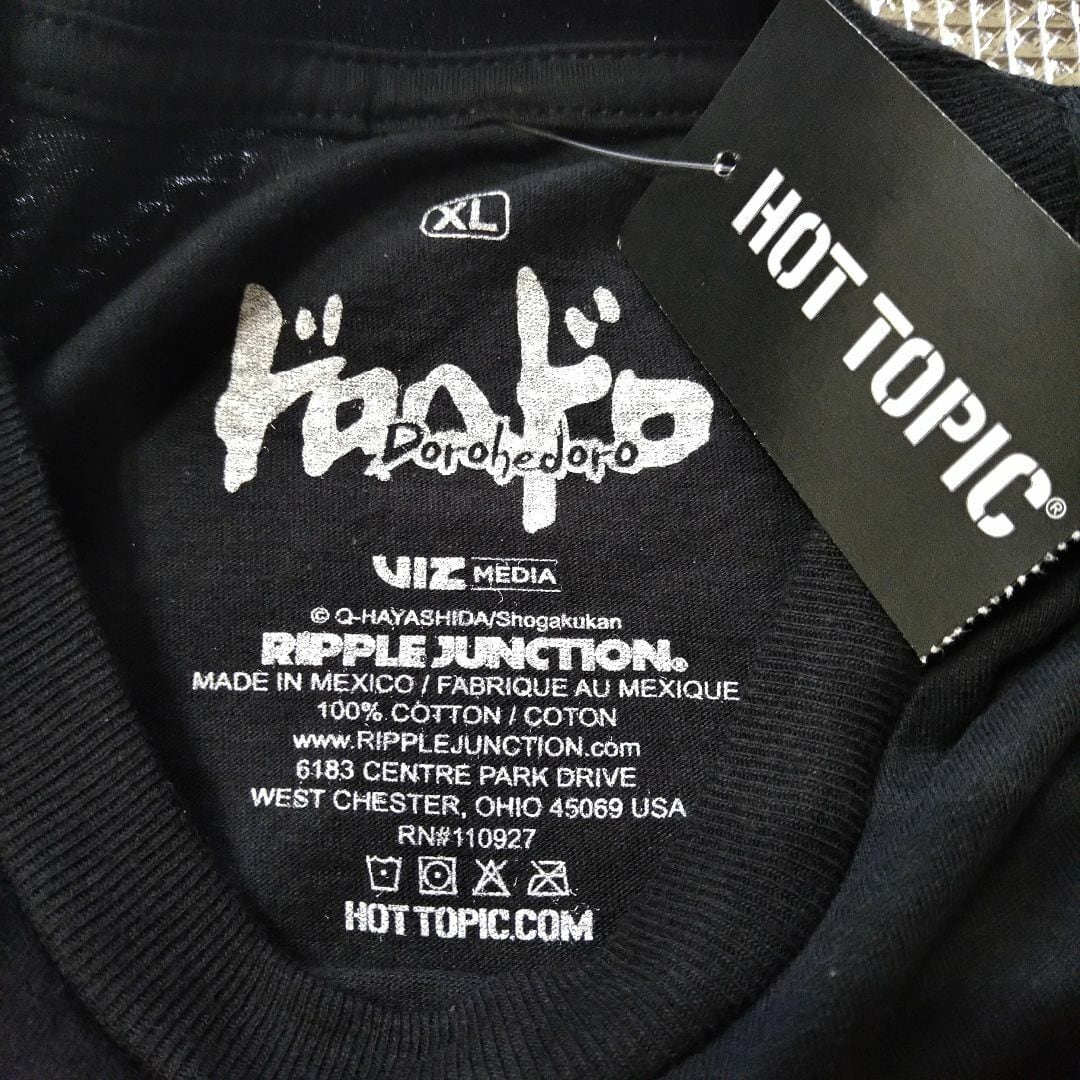 XL
ドロヘドロ
Dorohedoro
VIZ MEDIA
© Q-HAYASHIDA/Shogakukan
RIPPLE JUNCTION®
MADE IN MEXICO / FABRIQUE AU MEXIQUE
100% COTTON / COTON
www.RIPPLEJUNCTION.com
6183 CENTRE PARK DRIVE
WEST CHESTER, OHIO 45069 USA
RN#110927
HOT TOPIC.COM
HOT TOPIC®